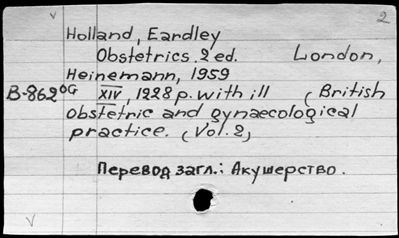 2
Holland, Eardley
Obstetrics. 2 ed. London,
Heinemann, 1959
B-862⁰ᴳ XIV, 1228 p. with ill (British
obstetric and gynaecological
practice. (Vol. 2)
Перевод загл.: Акушерство.